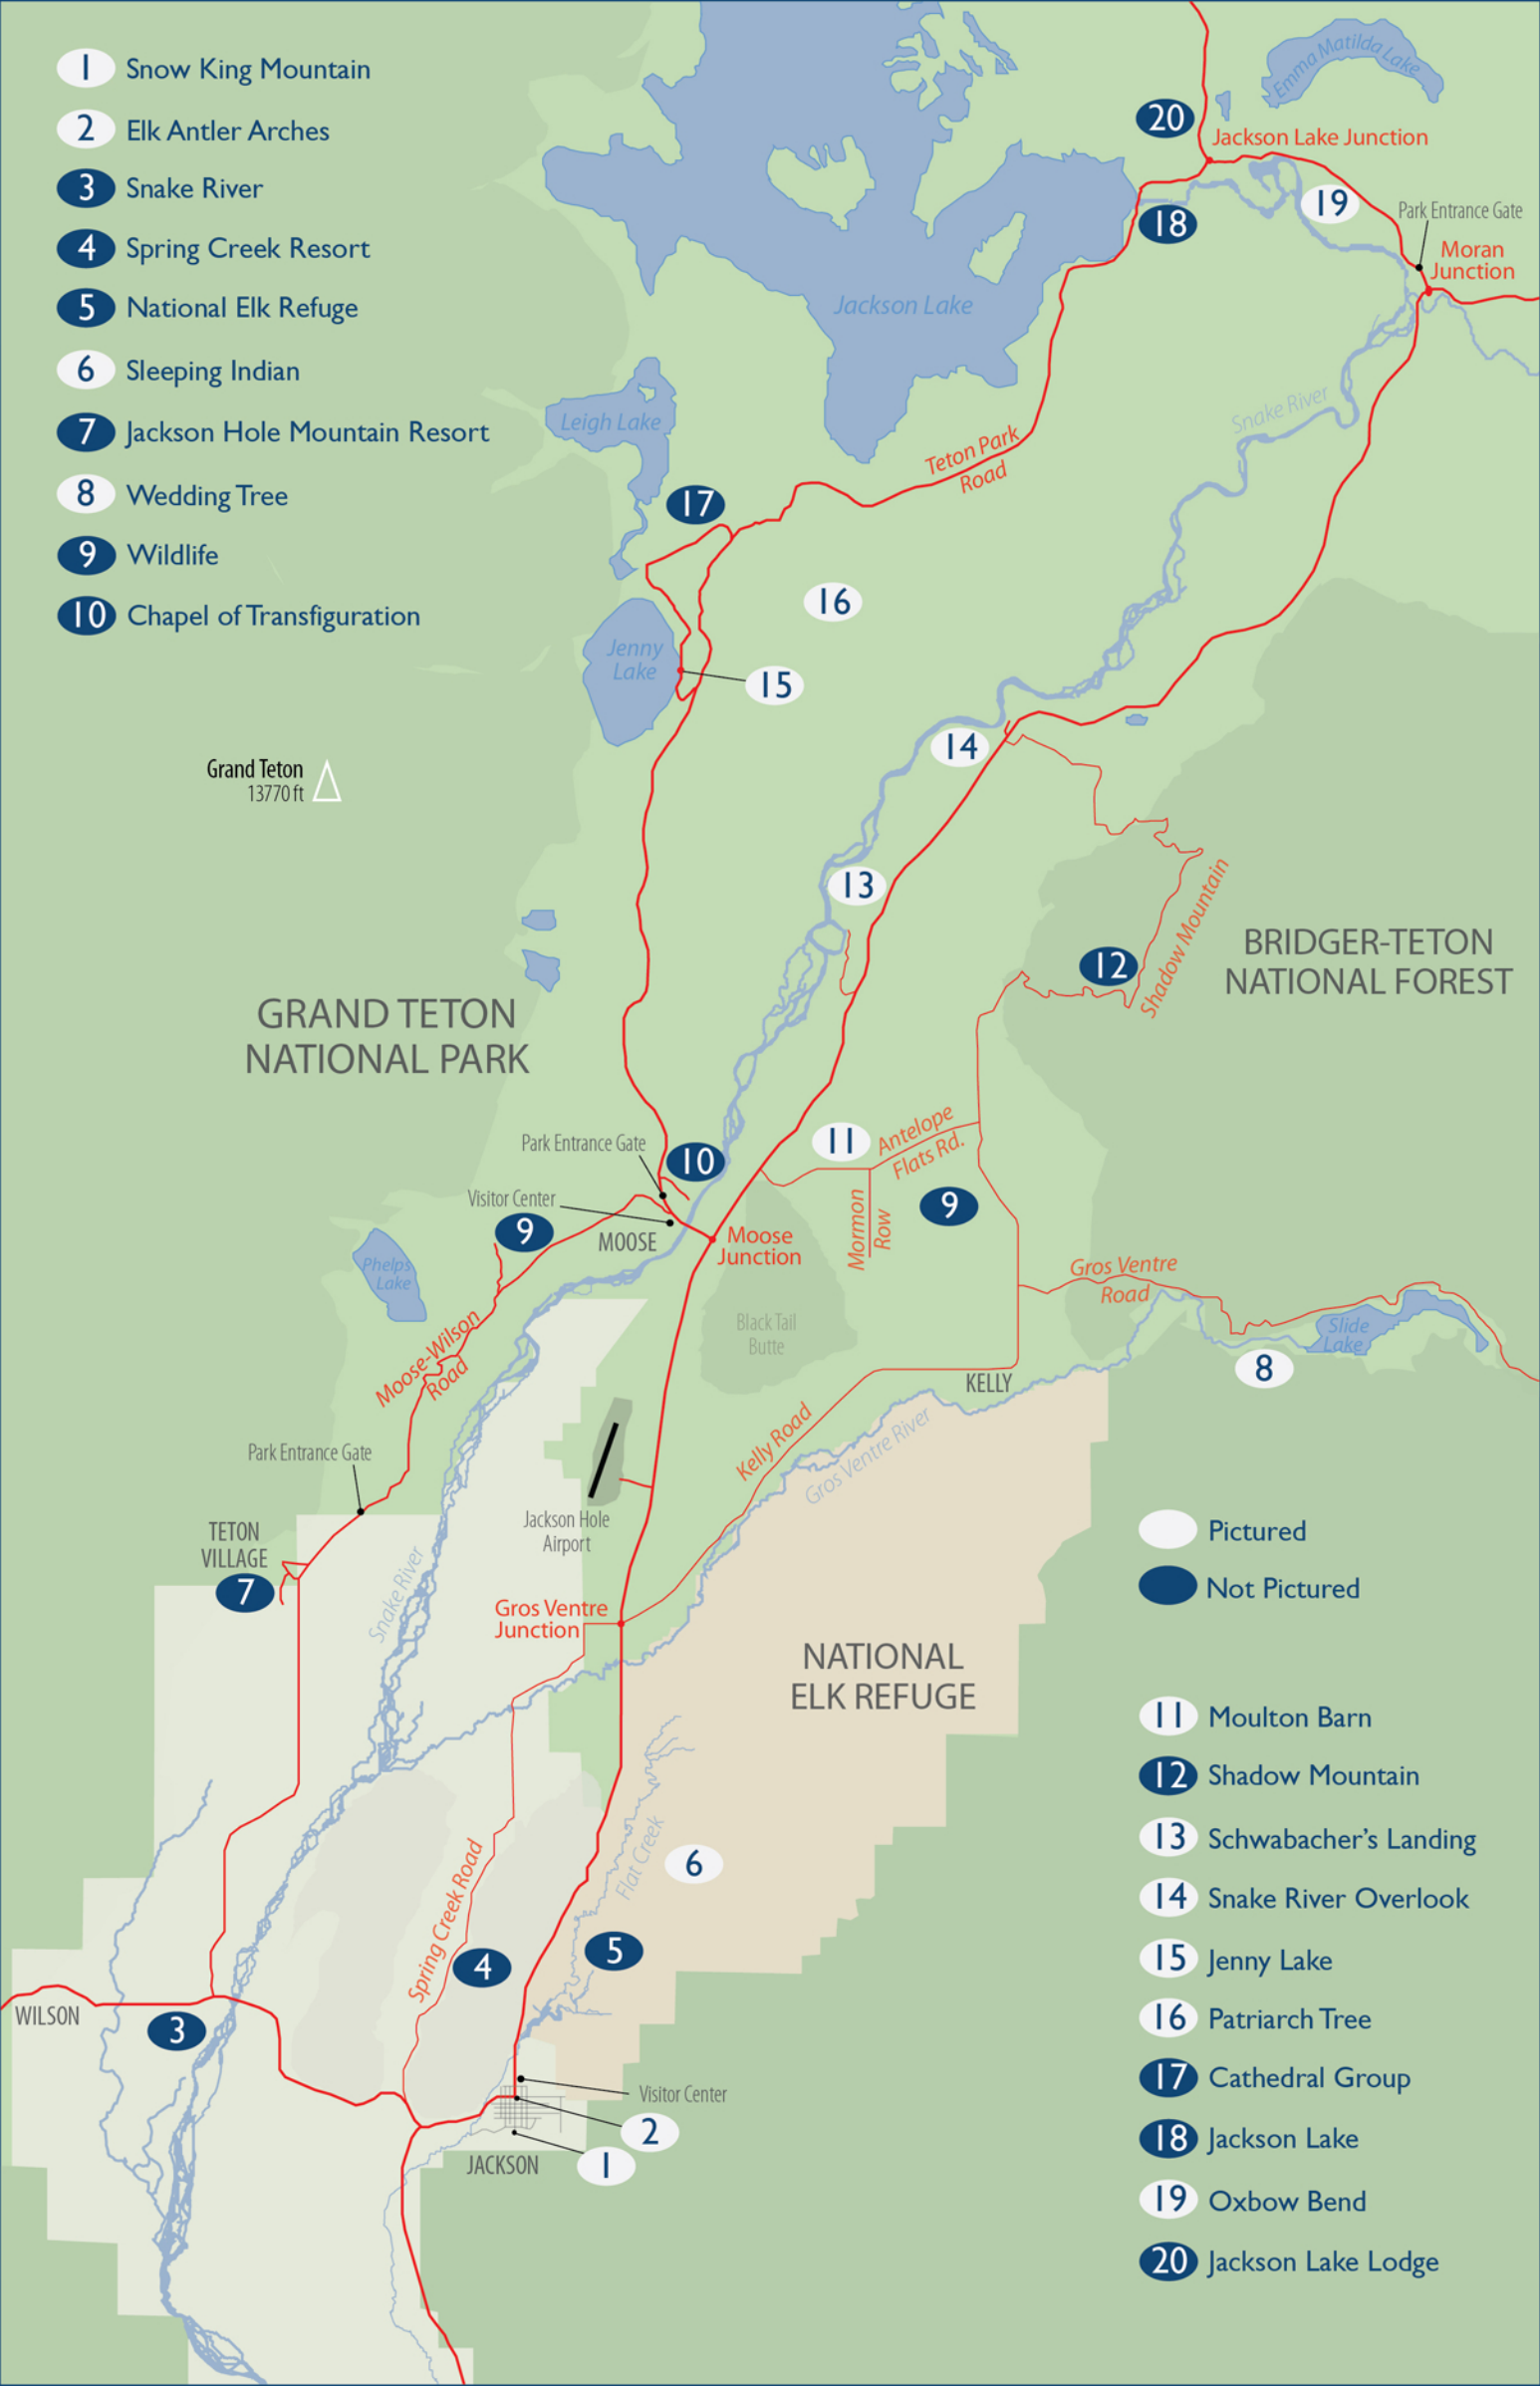 1 Snow King Mountain
2 Elk Antler Arches
3 Snake River
4 Spring Creek Resort
5 National Elk Refuge
6 Sleeping Indian
7 Jackson Hole Mountain Resort
8 Wedding Tree
9 Wildlife
10 Chapel of Transfiguration
Emma Matilda Lake
20
Jackson Lake Junction
19
18
Park Entrance Gate
Moran
Junction
Jackson Lake
Leigh Lake
Snake River
Teton Park
Road
17
16
Jenny
Lake
15
14
Grand Teton
13770 ft
13
Shadow Mountain
12
BRIDGER-TETON
NATIONAL FOREST
GRAND TETON
NATIONAL PARK
Park Entrance Gate
10
11
Antelope
Flats Rd.
Visitor Center
9
MOOSE
Moose
Junction
Mormon
Row
9
Phelps
Lake
Gros Ventre
Road
Black Tail
Butte
Slide
Lake
8
Moose-Wilson
Road
KELLY
Kelly Road
Gros Ventre River
Park Entrance Gate
Jackson Hole
Airport
TETON
VILLAGE
7
Snake River
Gros Ventre
Junction
Pictured
Not Pictured
NATIONAL
ELK REFUGE
Flat Creek
6
Spring Creek Road
4
5
WILSON
3
Visitor Center
2
1
JACKSON
11 Moulton Barn
12 Shadow Mountain
13 Schwabacher's Landing
14 Snake River Overlook
15 Jenny Lake
16 Patriarch Tree
17 Cathedral Group
18 Jackson Lake
19 Oxbow Bend
20 Jackson Lake Lodge